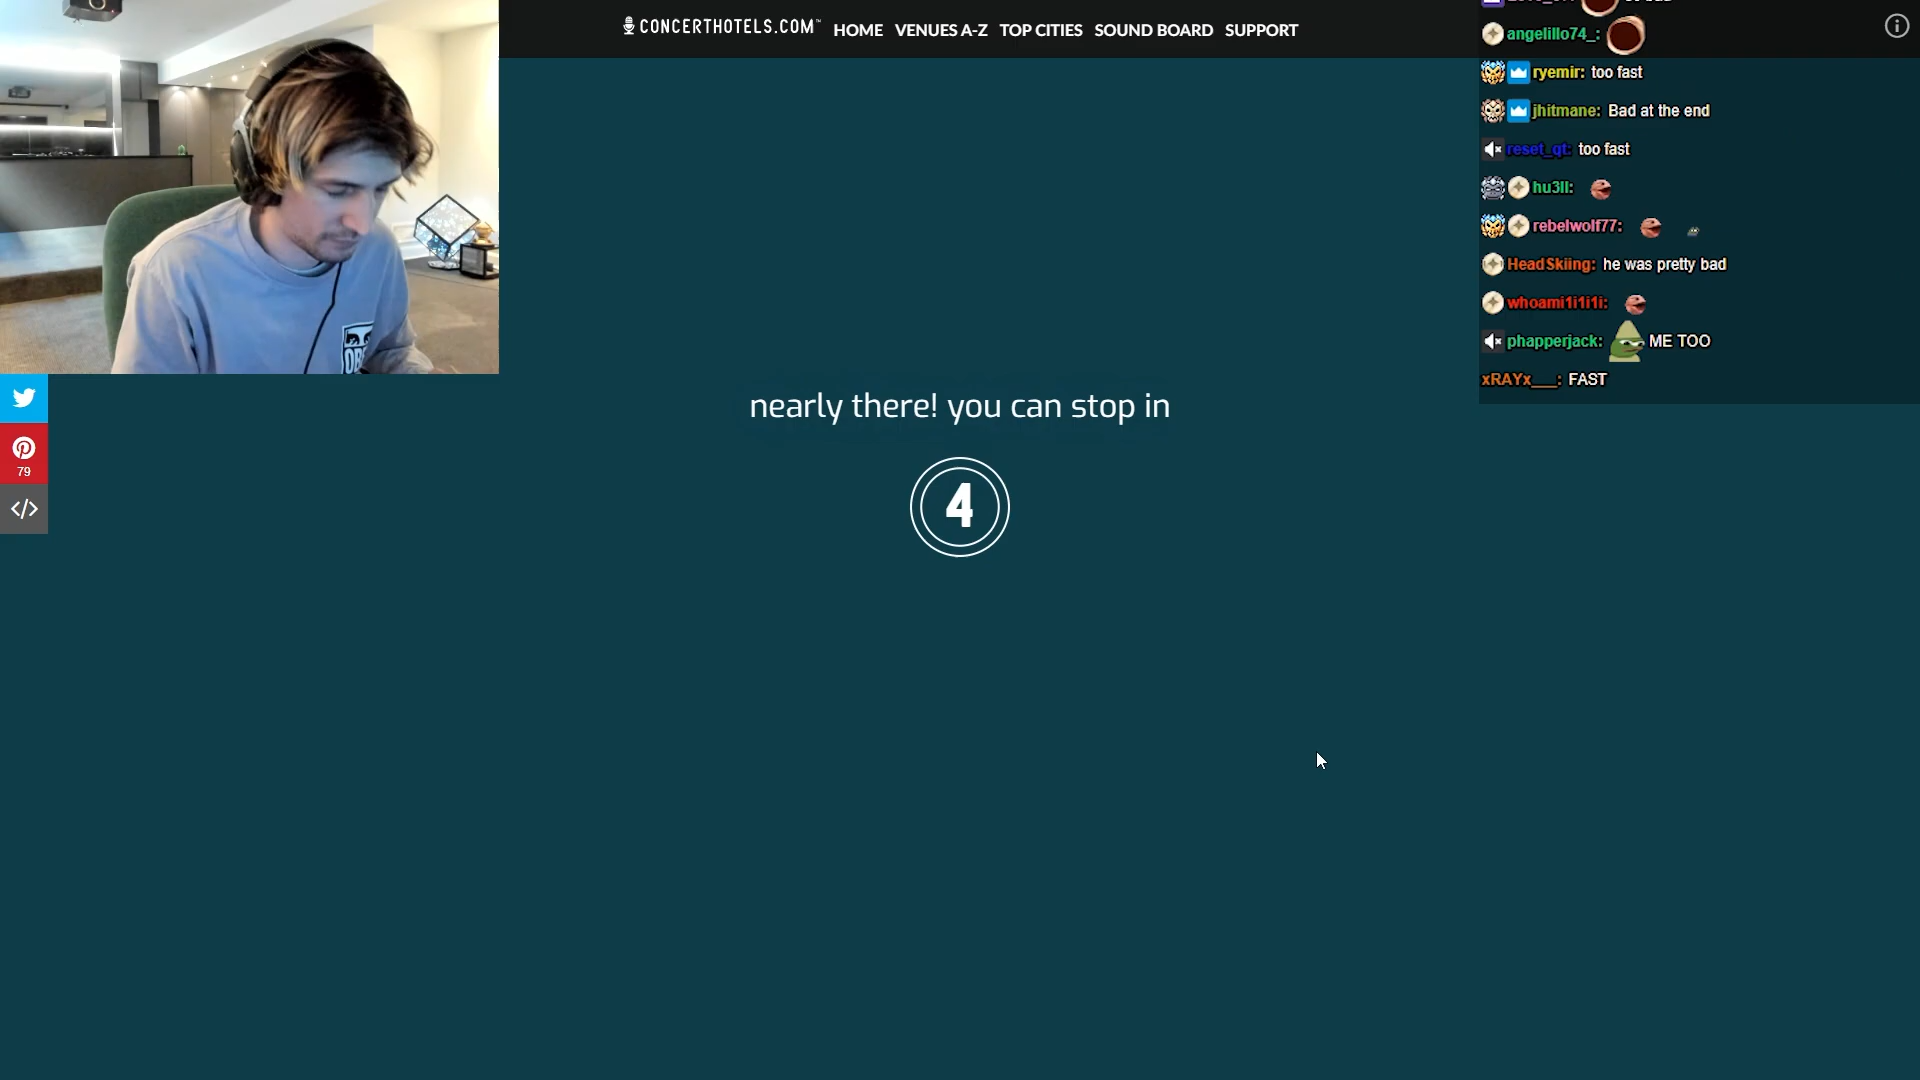 CONCERTHOTELS.COM™ HOME VENUES A-Z TOP CITIES SOUND BOARD SUPPORT
angelillo74_:
ryemir: too fast
jhitmane: Bad at the end
reset_qt: too fast
hu3ll:
rebelwolf77:
HeadSkiing: he was pretty bad
whoami1i1i1i:
phapperjack: ME TOO
xRAYx___: FAST
79
</>
nearly there! you can stop in
4